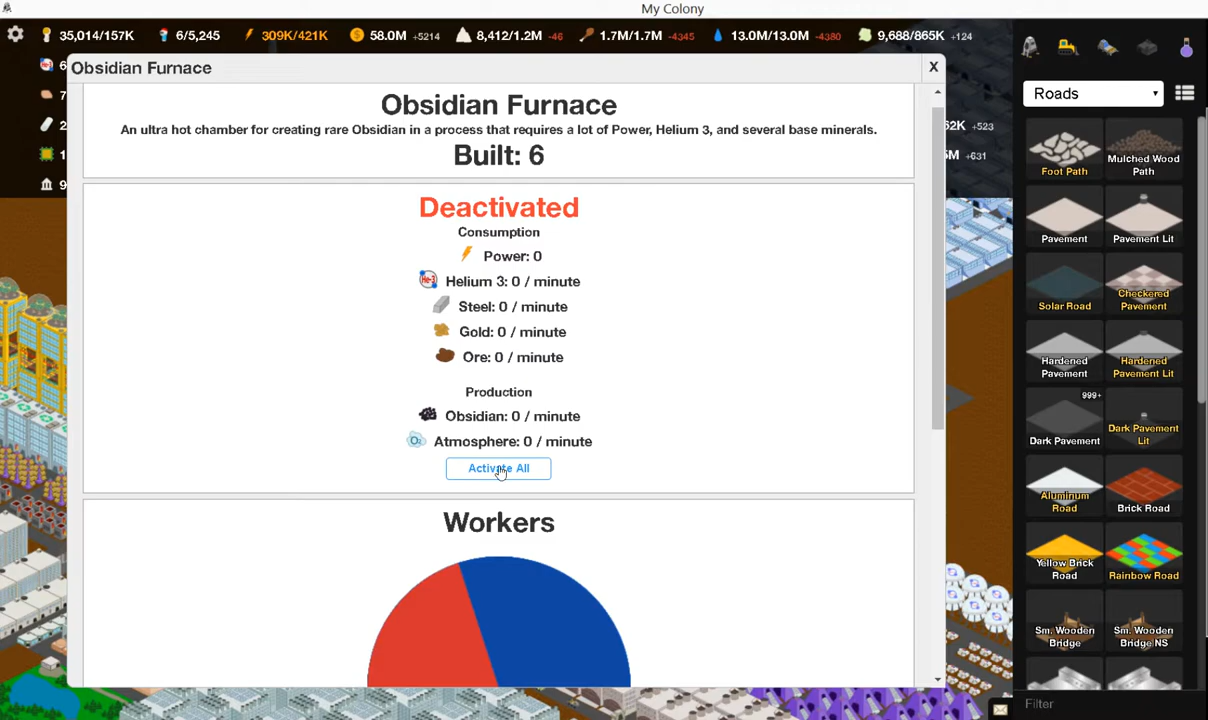 My Colony
35,014/157K 6/5,245 309K/421K 58.0M +5214 8,412/1.2M -46 1.7M/1.7M -4345 13.0M/13.0M -4380 9,688/865K +124
Obsidian Furnace X
Obsidian Furnace
An ultra hot chamber for creating rare Obsidian in a process that requires a lot of Power, Helium 3, and several base minerals.
Built: 6
Deactivated
Consumption
Power: 0
Helium 3: 0 / minute
Steel: 0 / minute
Gold: 0 / minute
Ore: 0 / minute
Production
Obsidian: 0 / minute
Atmosphere: 0 / minute
Activate All
Workers
62K +523
5M +631
Roads
Foot Path
Mulched Wood
Path
Pavement
Pavement Lit
Solar Road
Checkered
Pavement
Hardened
Pavement
Hardened
Pavement Lit
999+
Dark Pavement
Dark Pavement
Lit
Aluminum
Road
Brick Road
Yellow Brick
Road
Rainbow Road
Sm. Wooden
Bridge
Sm. Wooden
Bridge NS
Filter